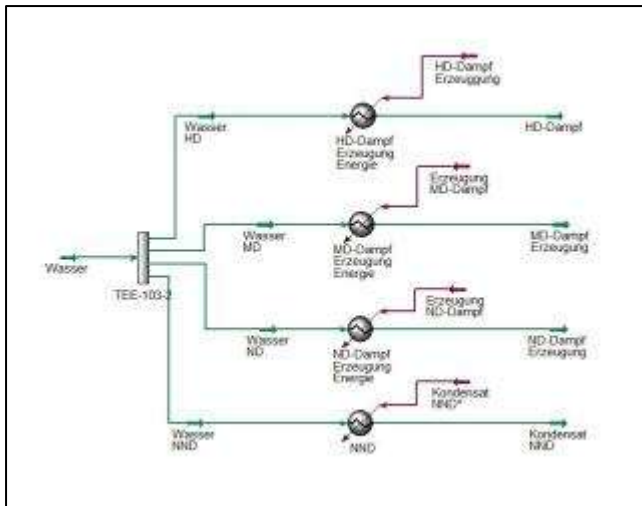 HD-Dampf
Erzeuggung
Wasser
HD
HD-Dampf
Erzeugung
Energie
HD-Dampf
Erzeugung
MD-Dampf
Wasser
MD
MD-Dampf
Erzeugung
Energie
MD-Dampf
Erzeugung
Wasser
TEE-103-2
Erzeugung
ND-Dampf
Wasser
ND
ND-Dampf
Erzeugung
Energie
ND-Dampf
Erzeugung
Kondensat
NND*
Wasser
NND
NND
Kondensat
NND